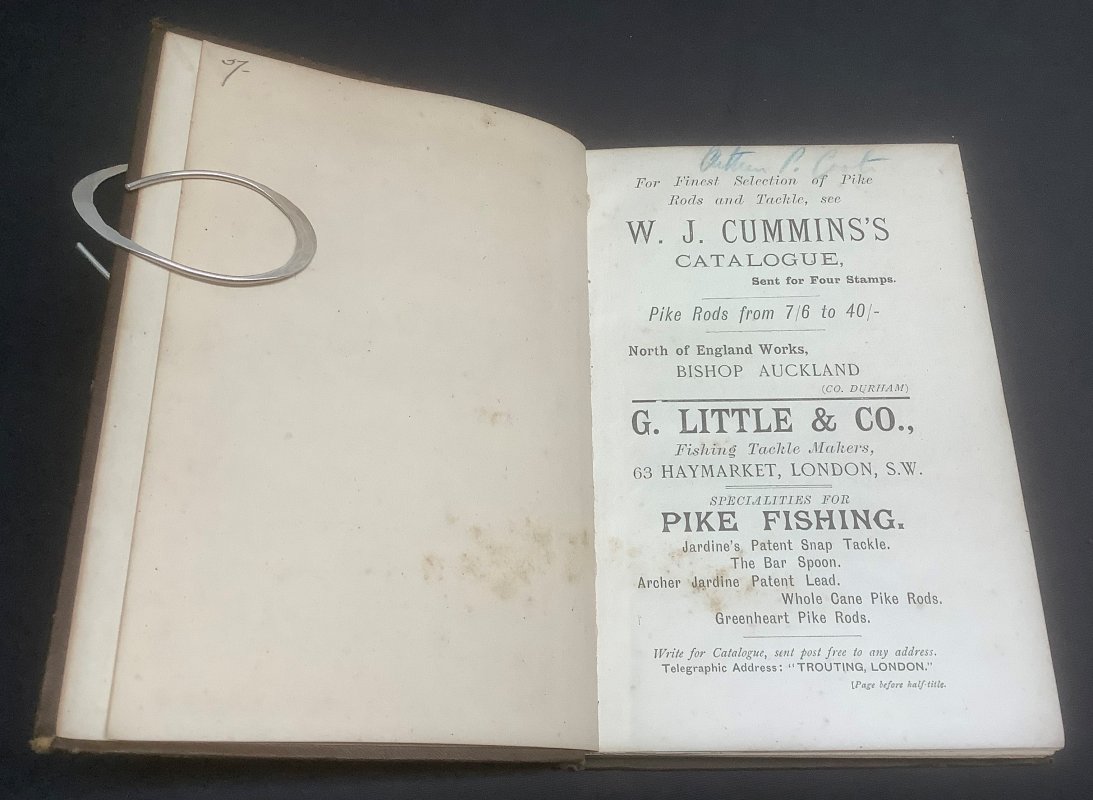 5/-
For Finest Selection of Pike
Rods and Tackle, see
W. J. CUMMINS'S
CATALOGUE,
Sent for Four Stamps.
Pike Rods from 7/6 to 40/-
North of England Works,
BISHOP AUCKLAND
(CO. DURHAM)
G. LITTLE & CO.,
Fishing Tackle Makers,
63 HAYMARKET, LONDON, S.W.
SPECIALITIES FOR
PIKE FISHING.
Jardine's Patent Snap Tackle.
The Bar Spoon.
Archer Jardine Patent Lead.
Whole Cane Pike Rods.
Greenheart Pike Rods.
Write for Catalogue, sent post free to any address.
Telegraphic Address: "TROUTING, LONDON."
[Page before half-title.